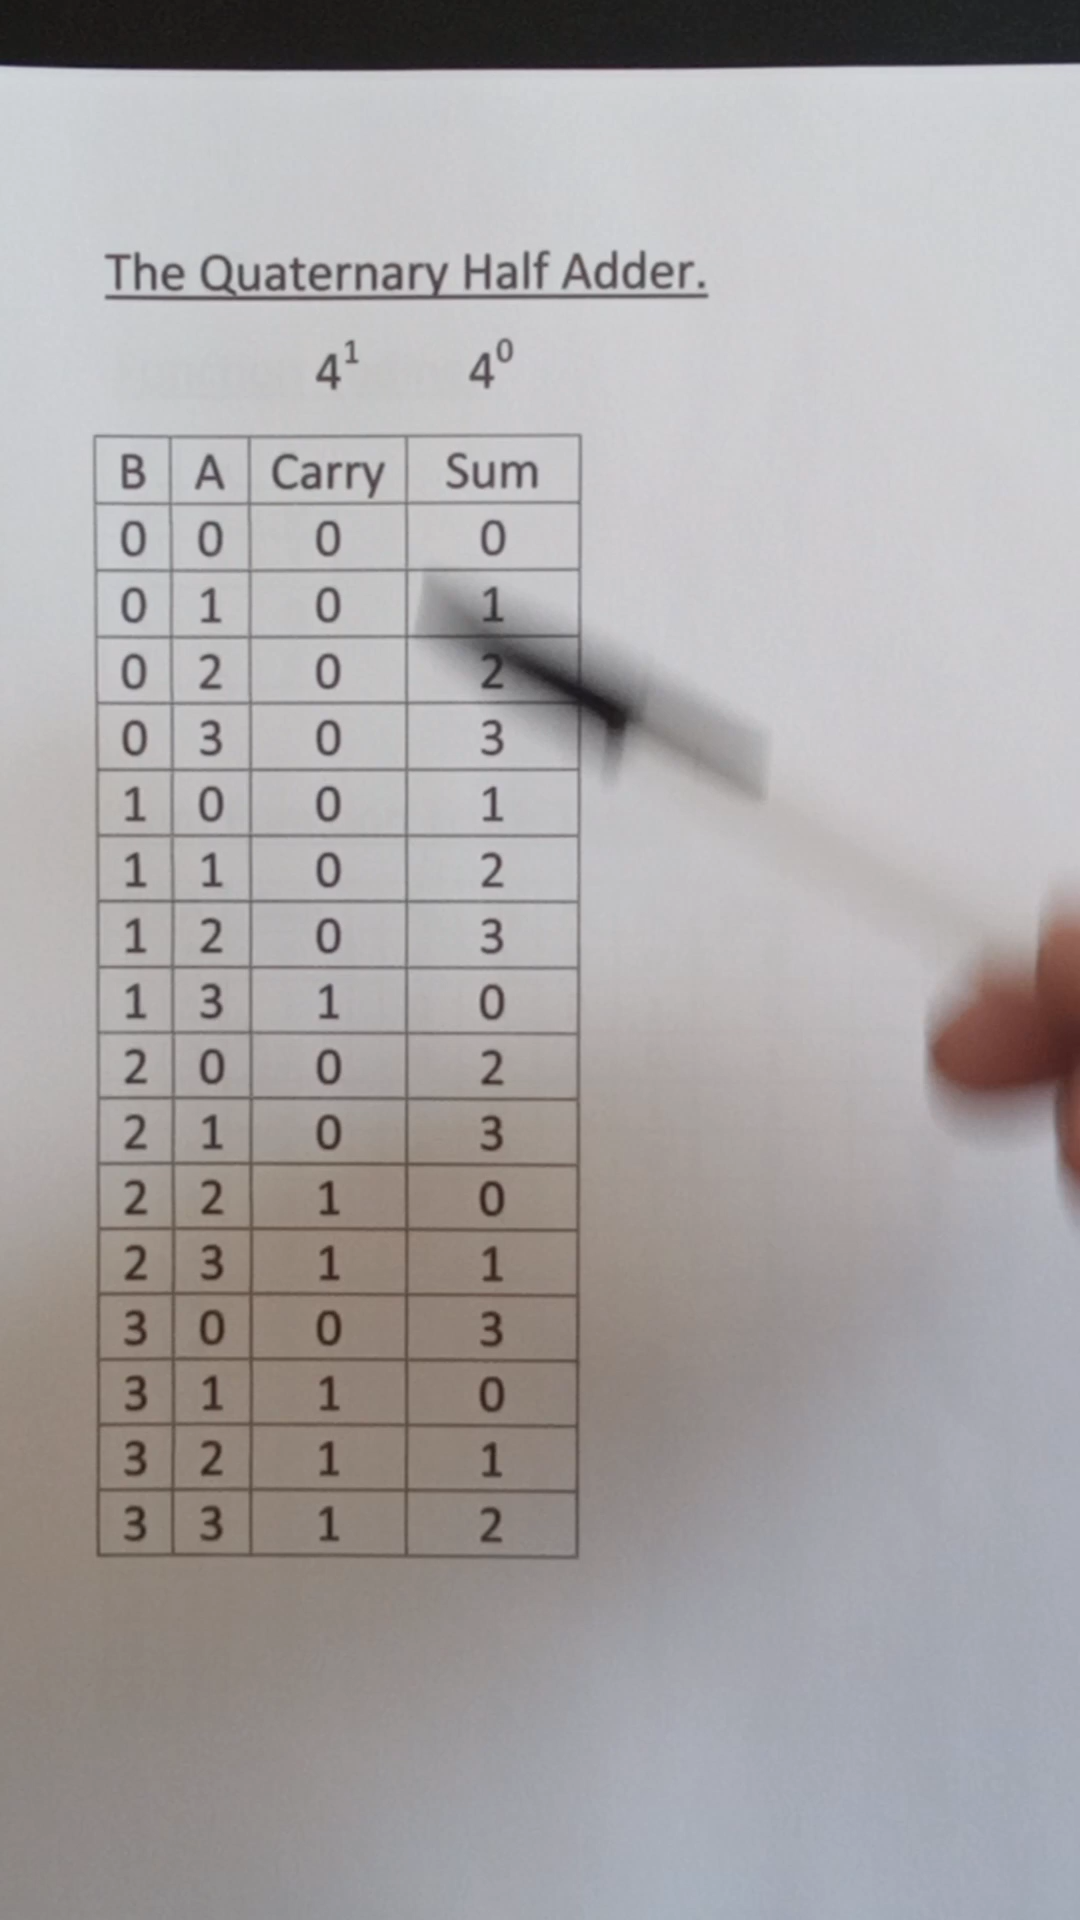 The Quaternary Half Adder.
4¹ 4⁰
B A Carry Sum
0 0 0 0
0 1 0 1
0 2 0 2
0 3 0 3
1 0 0 1
1 1 0 2
1 2 0 3
1 3 1 0
2 0 0 2
2 1 0 3
2 2 1 0
2 3 1 1
3 0 0 3
3 1 1 0
3 2 1 1
3 3 1 2